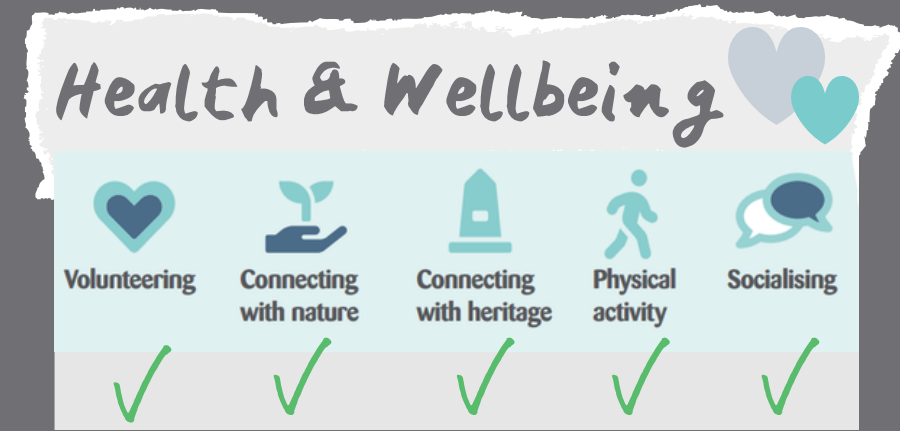 Health & Wellbeing
Volunteering
Connecting
with nature
Connecting
with heritage
Physical
activity
Socialising